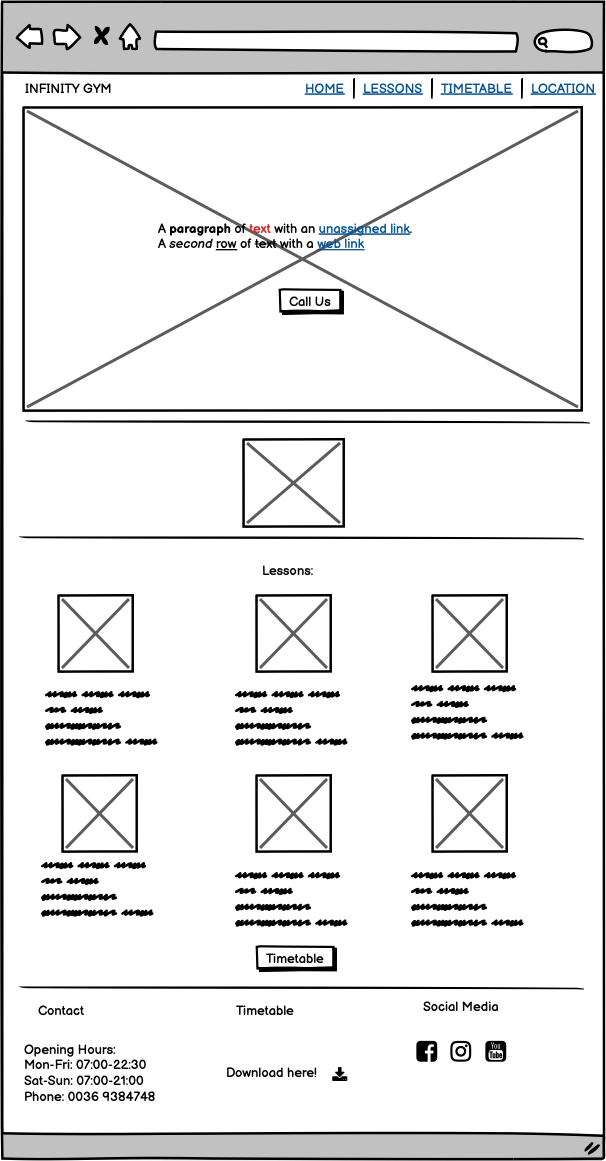 INFINITY GYM
HOME LESSONS TIMETABLE LOCATION
A paragraph of text with an unassigned link.
A second row of text with a web link
Call Us
Lessons:
Timetable
Contact
Timetable
Social Media
Opening Hours:
Mon-Fri: 07:00-22:30
Sat-Sun: 07:00-21:00
Phone: 0036 9384748
Download here!
You
Tube